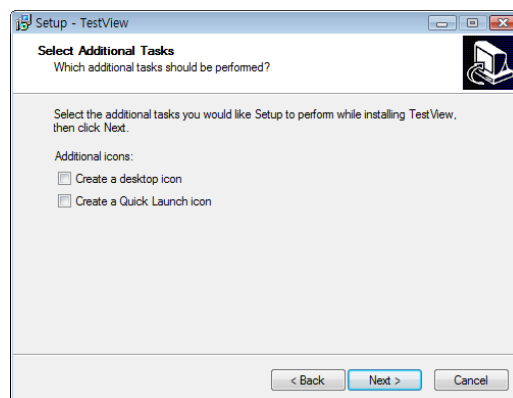 Setup - TestView
Select Additional Tasks
Which additional tasks should be performed?
Select the additional tasks you would like Setup to perform while installing TestView,
then click Next.
Additional icons:
Create a desktop icon
Create a Quick Launch icon
< Back
Next >
Cancel